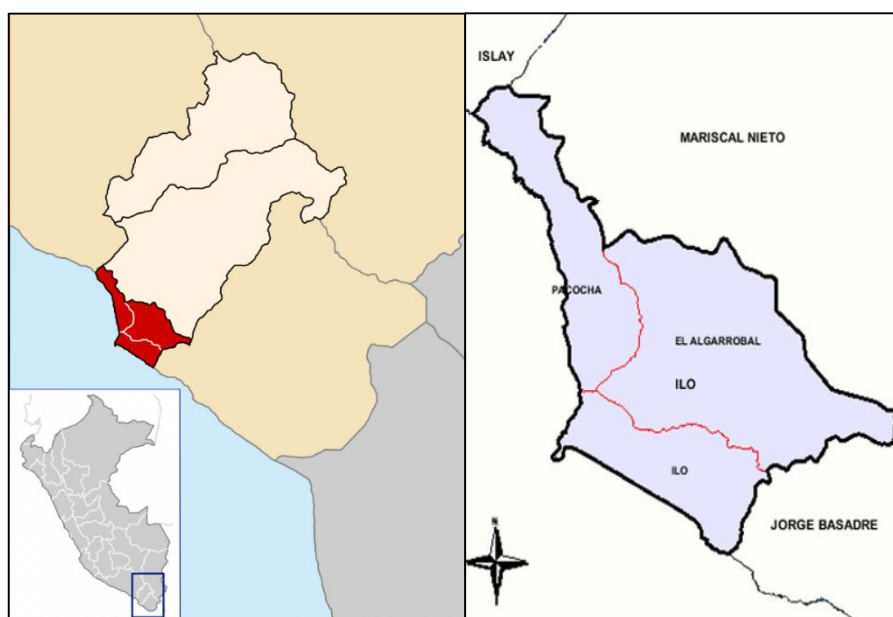 ISLAY
MARISCAL NIETO
PACOCHA
EL ALGARROBAL
ILO
ILO
JORGE BASADRE
N